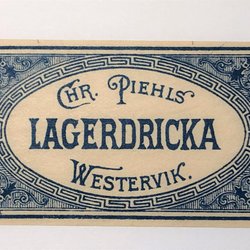 Chr. Piehls
LAGERDRICKA
Westervik.